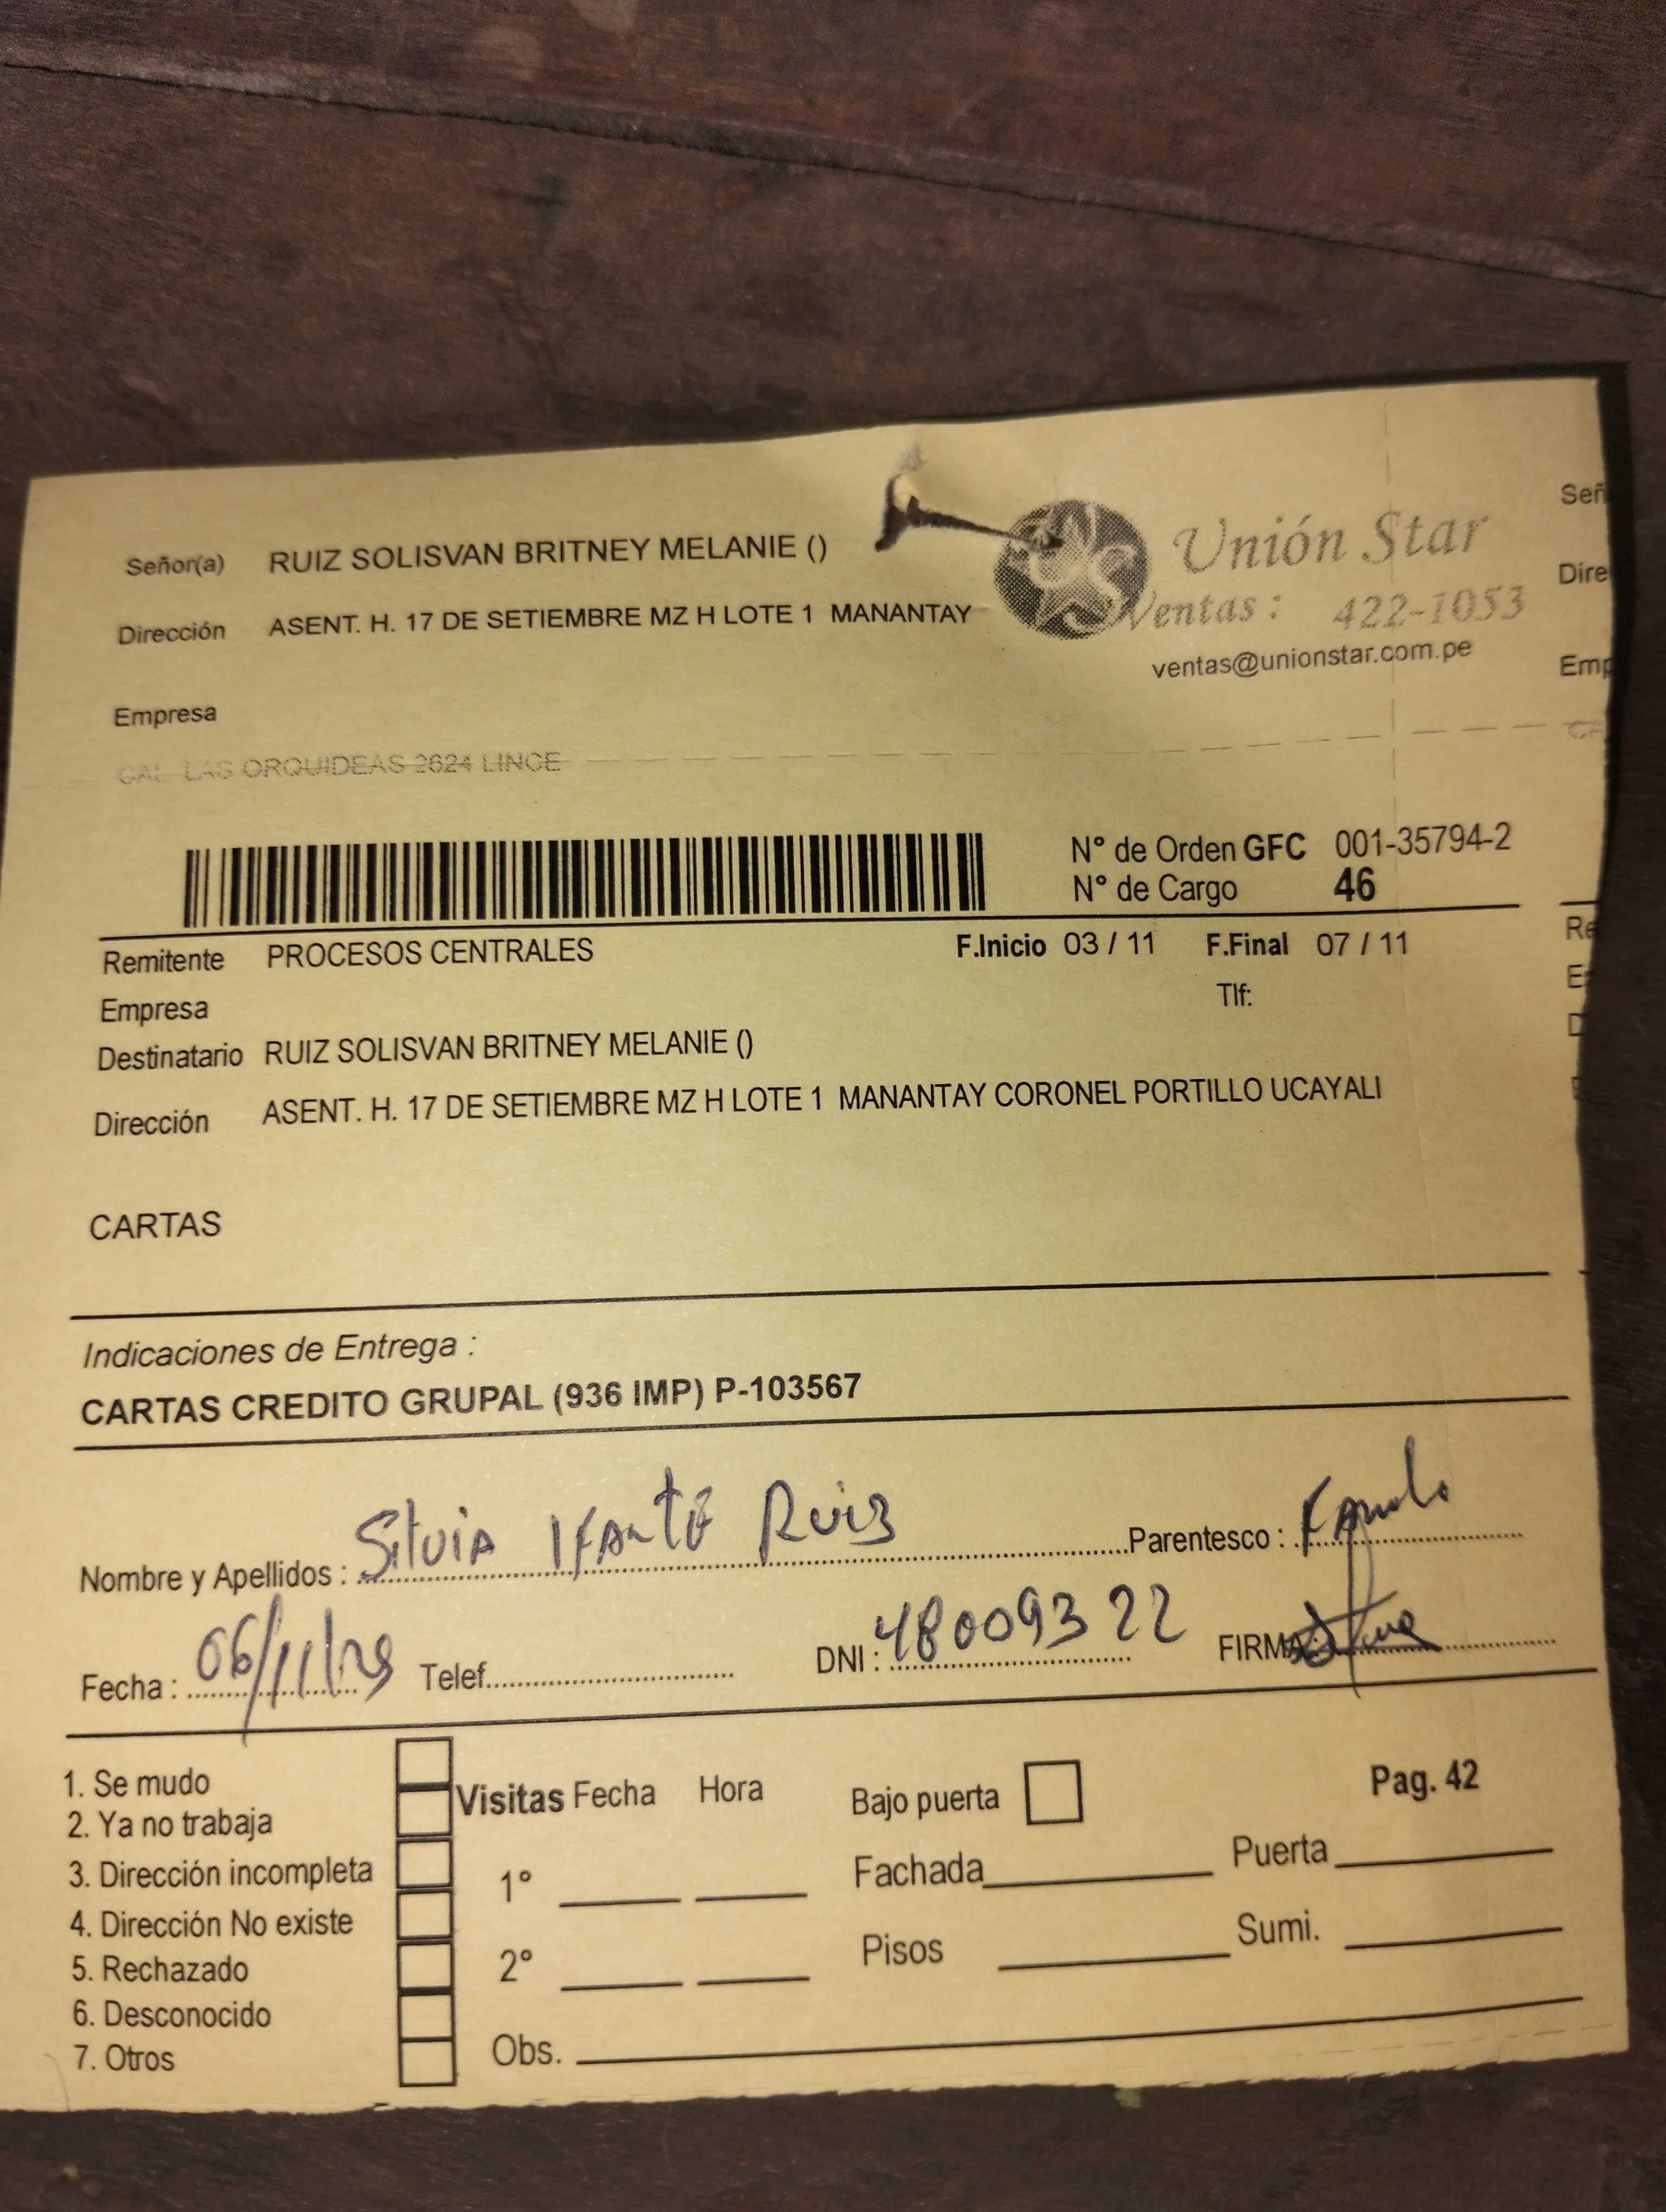 Señor(a) RUIZ SOLISVAN BRITNEY MELANIE ()
Unión Star
Dirección ASENT. H. 17 DE SETIEMBRE MZ H LOTE 1 MANANTAY
Ventas : 422-1053
ventas@unionstar.com.pe
Empresa
CAL LAS ORQUIDEAS 2624 LINCE
Señ
Dire
Emp
N° de Orden GFC 001-35794-2
N° de Cargo 46
Remitente PROCESOS CENTRALES F.Inicio 03 / 11 F.Final 07 / 11
Empresa Tlf:
Destinatario RUIZ SOLISVAN BRITNEY MELANIE ()
Dirección ASENT. H. 17 DE SETIEMBRE MZ H LOTE 1 MANANTAY CORONEL PORTILLO UCAYALI
CARTAS
Indicaciones de Entrega :
CARTAS CREDITO GRUPAL (936 IMP) P-103567
Nombre y Apellidos : Silvia Ifante Ruiz Parentesco :
Fecha : 06/11/ Telef. DNI : 48009322 FIRMA:
1. Se mudo
2. Ya no trabaja
3. Dirección incompleta
4. Dirección No existe
5. Rechazado
6. Desconocido
7. Otros
Visitas Fecha Hora
1°
2°
Obs.
Bajo puerta
Fachada
Pisos
Pag. 42
Puerta
Sumi.